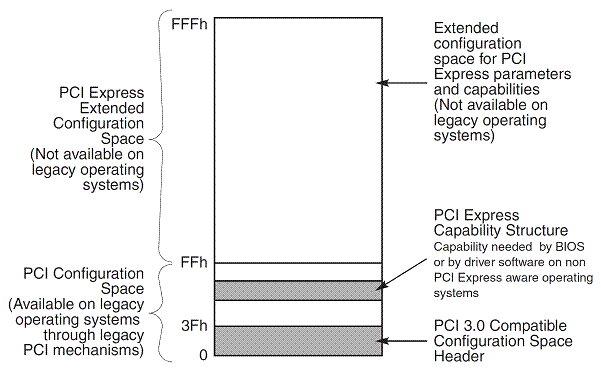 FFFh
PCI Express
Extended
Configuration
Space
(Not available on
legacy operating
systems)
Extended
configuration
space for PCI
Express parameters
and capabilities
(Not available on
legacy operating
systems)
FFh
PCI Configuration
Space
(Available on legacy
operating systems
through legacy
PCI mechanisms)
PCI Express
Capability Structure
Capability needed by BIOS
or by driver software on non
PCI Express aware operating
systems
3Fh
0
PCI 3.0 Compatible
Configuration Space
Header